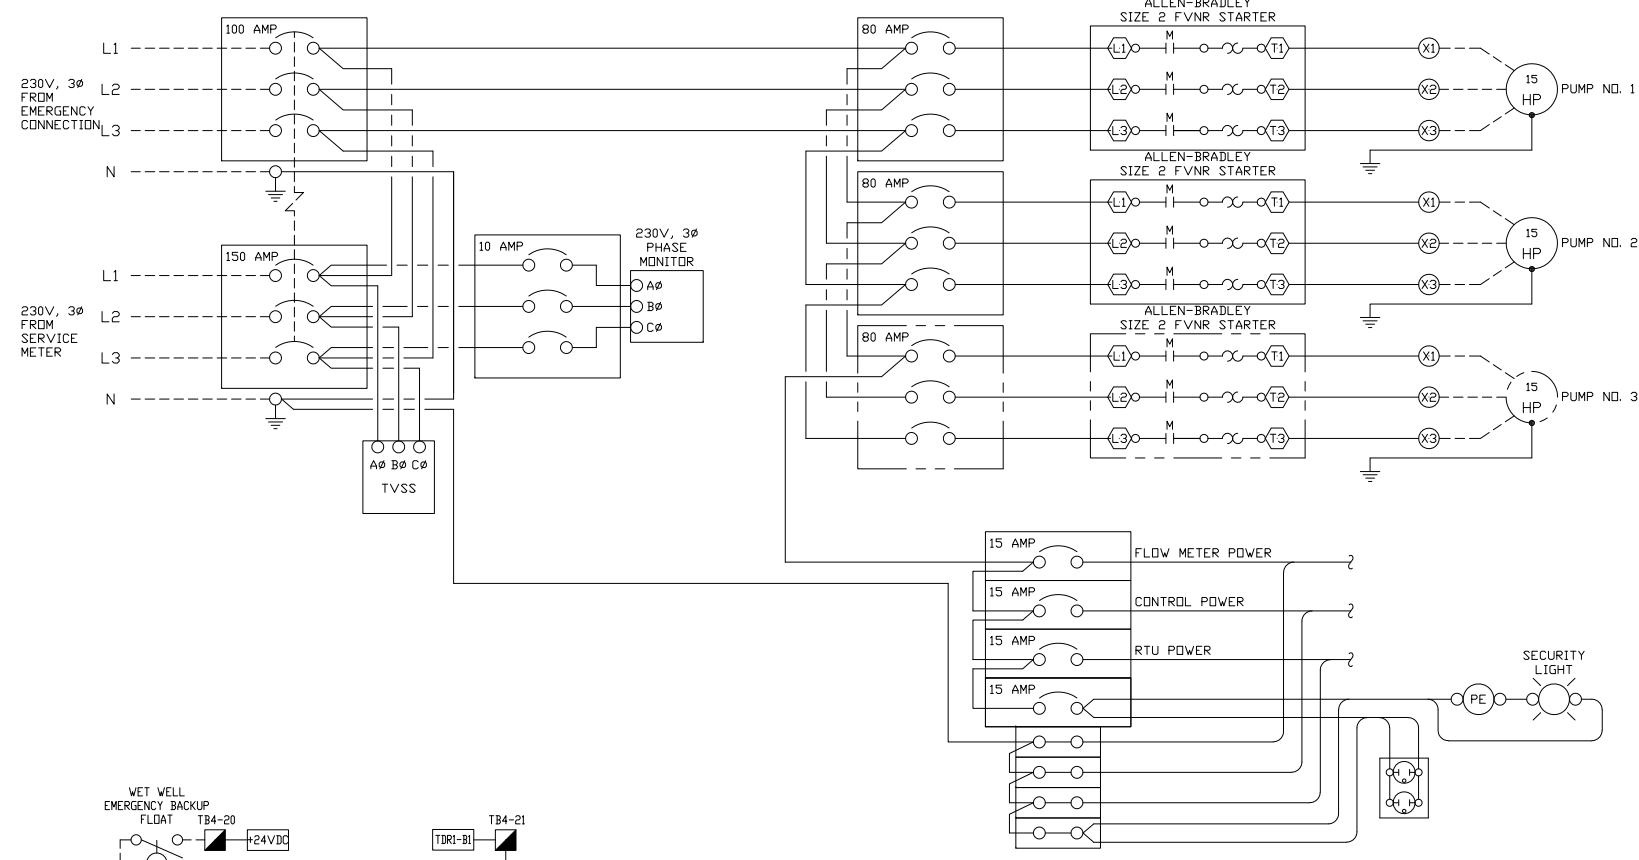 ALLEN-BRADLEY
SIZE 2 FVNR STARTER
100 AMP
80 AMP
L1
L1
M
T1
X1
230V, 3Ø
FROM
EMERGENCY
CONNECTION
L2
L2
M
T2
X2
15
HP
PUMP NO. 1
L3
L3
M
T3
X3
N
ALLEN-BRADLEY
SIZE 2 FVNR STARTER
80 AMP
L1
M
T1
X1
L2
M
T2
X2
15
HP
PUMP NO. 2
L3
M
T3
X3
150 AMP
10 AMP
230V, 3Ø
PHASE
MONITOR
AØ
BØ
CØ
L1
230V, 3Ø
FROM
SERVICE
METER
L2
L3
N
ALLEN-BRADLEY
SIZE 2 FVNR STARTER
80 AMP
L1
M
T1
X1
L2
M
T2
X2
15
HP
PUMP NO. 3
L3
M
T3
X3
AØ BØ CØ
TVSS
15 AMP
FLOW METER POWER
15 AMP
CONTROL POWER
15 AMP
RTU POWER
15 AMP
SECURITY
LIGHT
PE
WET WELL
EMERGENCY BACKUP
FLOAT
TB4-20
+24VDC
TDR1-B1
TB4-21